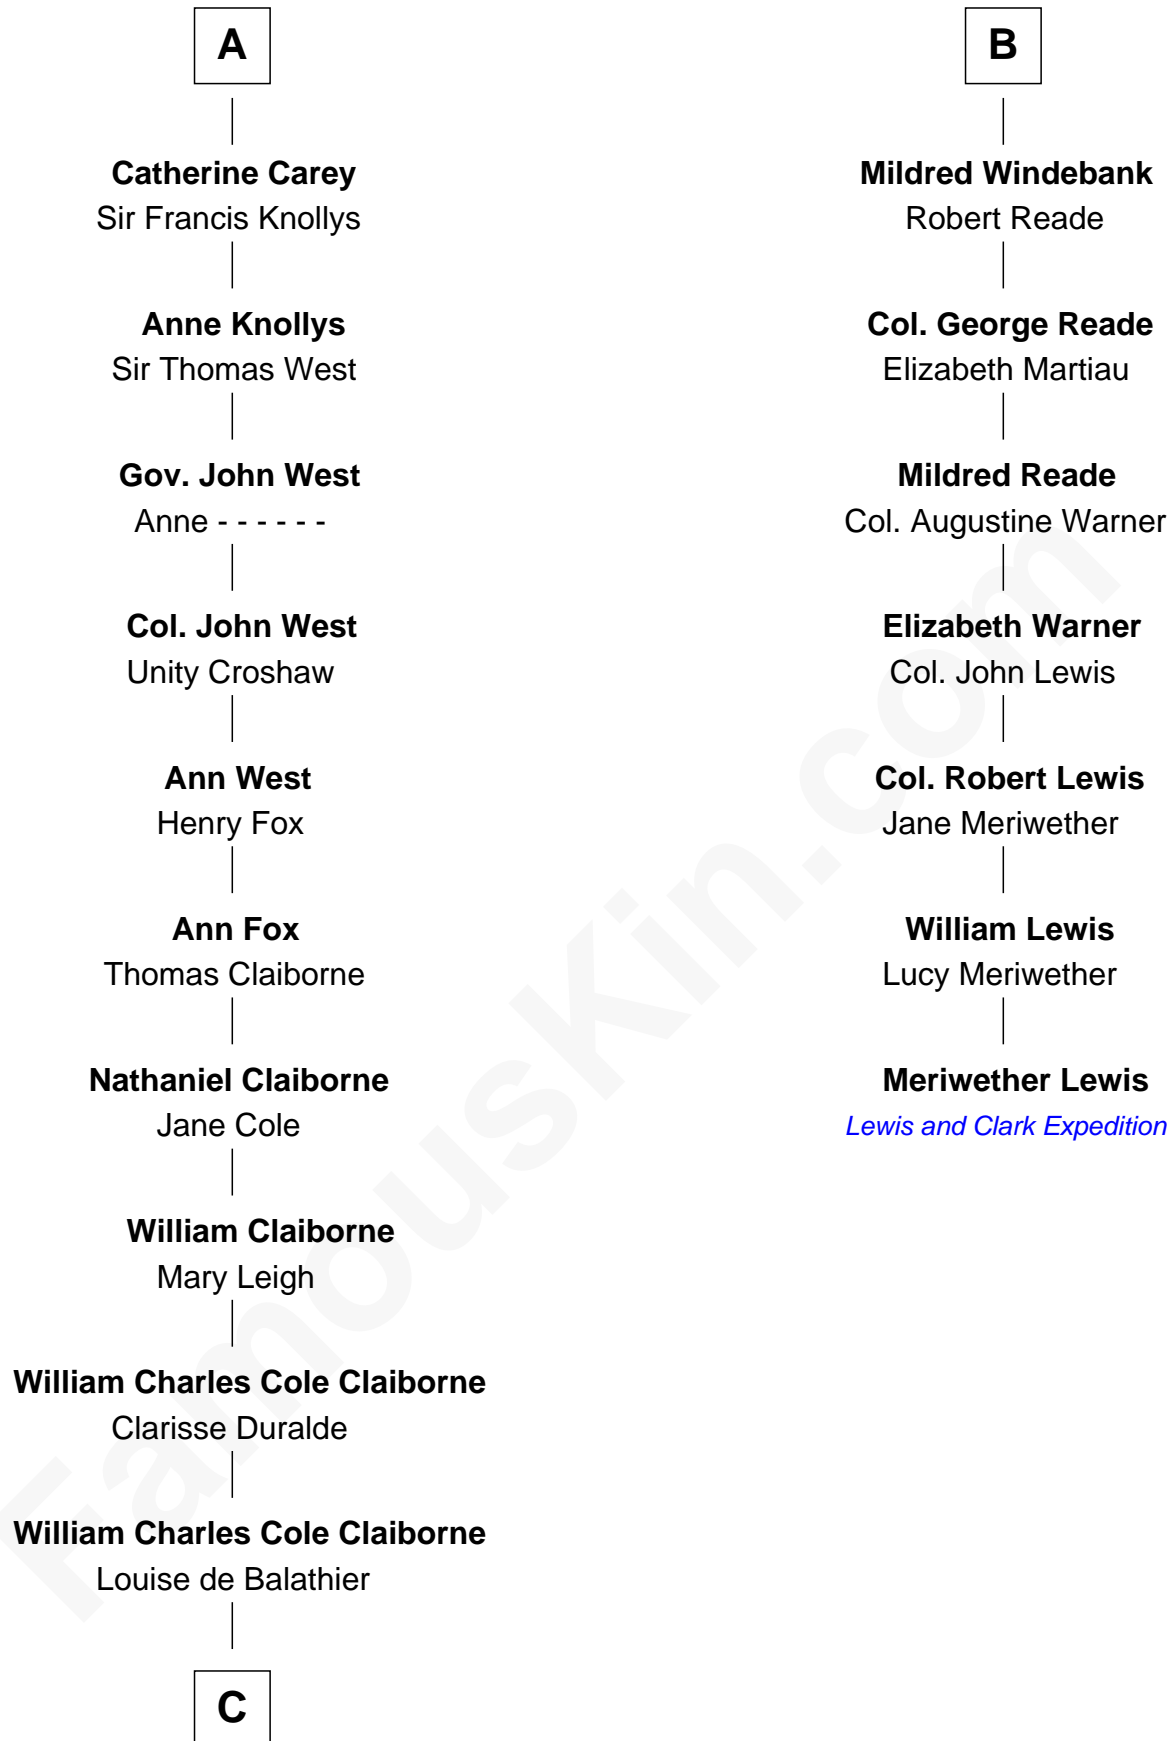 A
Catherine Carey
Sir Francis Knollys
Anne Knollys
Sir Thomas West
Gov. John West
Anne - - - - - -
Col. John West
Unity Croshaw
Ann West
Henry Fox
Ann Fox
Thomas Claiborne
Nathaniel Claiborne
Jane Cole
William Claiborne
Mary Leigh
William Charles Cole Claiborne
Clarisse Duralde
William Charles Cole Claiborne
Louise de Balathier
C
B
Mildred Windebank
Robert Reade
Col. George Reade
Elizabeth Martiau
Mildred Reade
Col. Augustine Warner
Elizabeth Warner
Col. John Lewis
Col. Robert Lewis
Jane Meriwether
William Lewis
Lucy Meriwether
Meriwether Lewis
Lewis and Clark Expedition
FamousKin.com